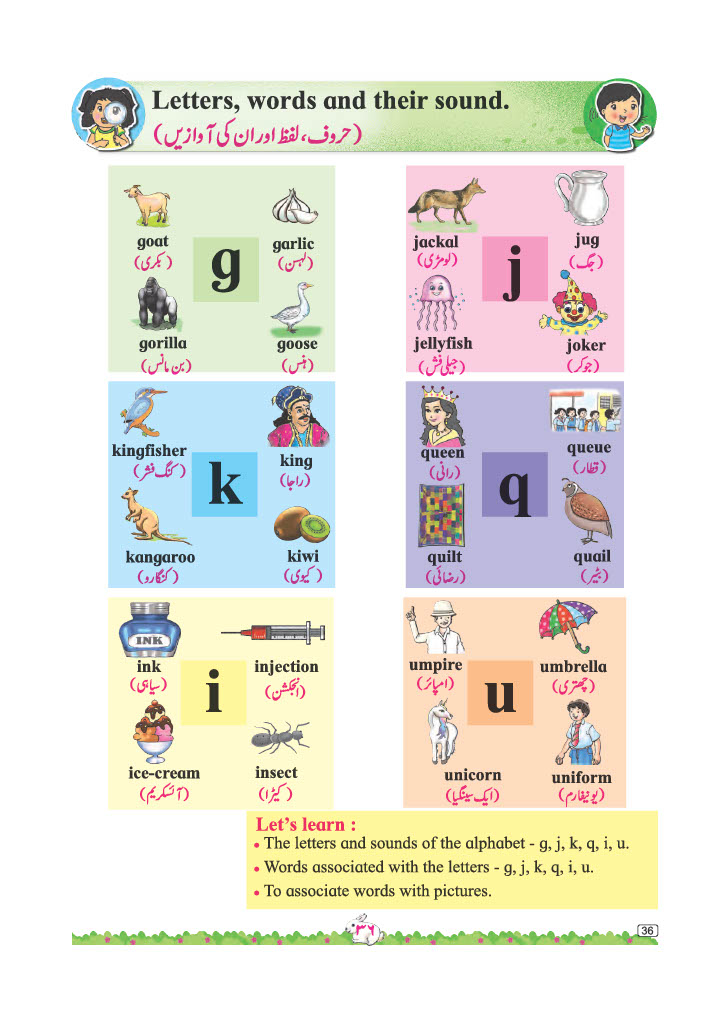 Letters, words and their sound.
(حروف، لفظ اور ان کی آوازیں)
goat
(بکری)
garlic
(لہسن)
g
gorilla
(بن مانس)
goose
(ہنس)
jackal
(لومڑی)
jug
(جگ)
j
jellyfish
(جیلی فش)
joker
(جوکر)
kingfisher
(کنگ فشر)
king
(راجا)
k
kangaroo
(کنگارو)
kiwi
(کیوی)
queen
(رانی)
queue
(قطار)
q
quilt
(رضائی)
quail
(بٹیر)
INK
ink
(سیاہی)
injection
(انجکشن)
i
ice-cream
(آئسکریم)
insect
(کیڑا)
umpire
(امپائر)
umbrella
(چھتری)
u
unicorn
(ایک سینگیا)
uniform
(یونیفارم)
Let’s learn :
• The letters and sounds of the alphabet - g, j, k, q, i, u.
• Words associated with the letters - g, j, k, q, i, u.
• To associate words with pictures.
۳۶
36